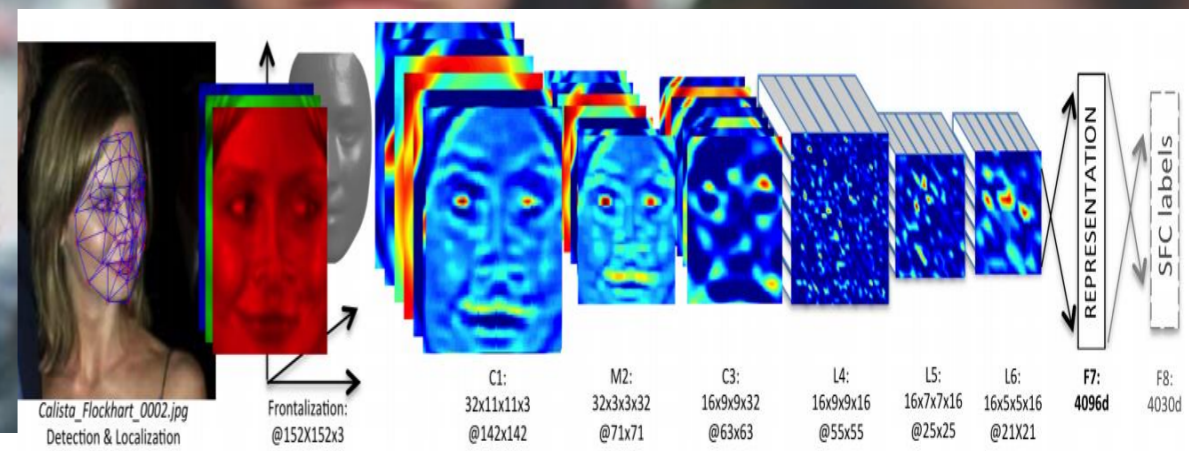 Calista_Flockhart_0002.jpg
Detection & Localization
Frontalization:
@152X152x3
C1:
32x11x11x3
@142x142
M2:
32x3x3x32
@71x71
C3:
16x9x9x32
@63x63
L4:
16x9x9x16
@55x55
L5:
16x7x7x16
@25x25
L6:
16x5x5x16
@21X21
F7:
4096d
F8:
4030d
REPRESENTATION
SFC labels